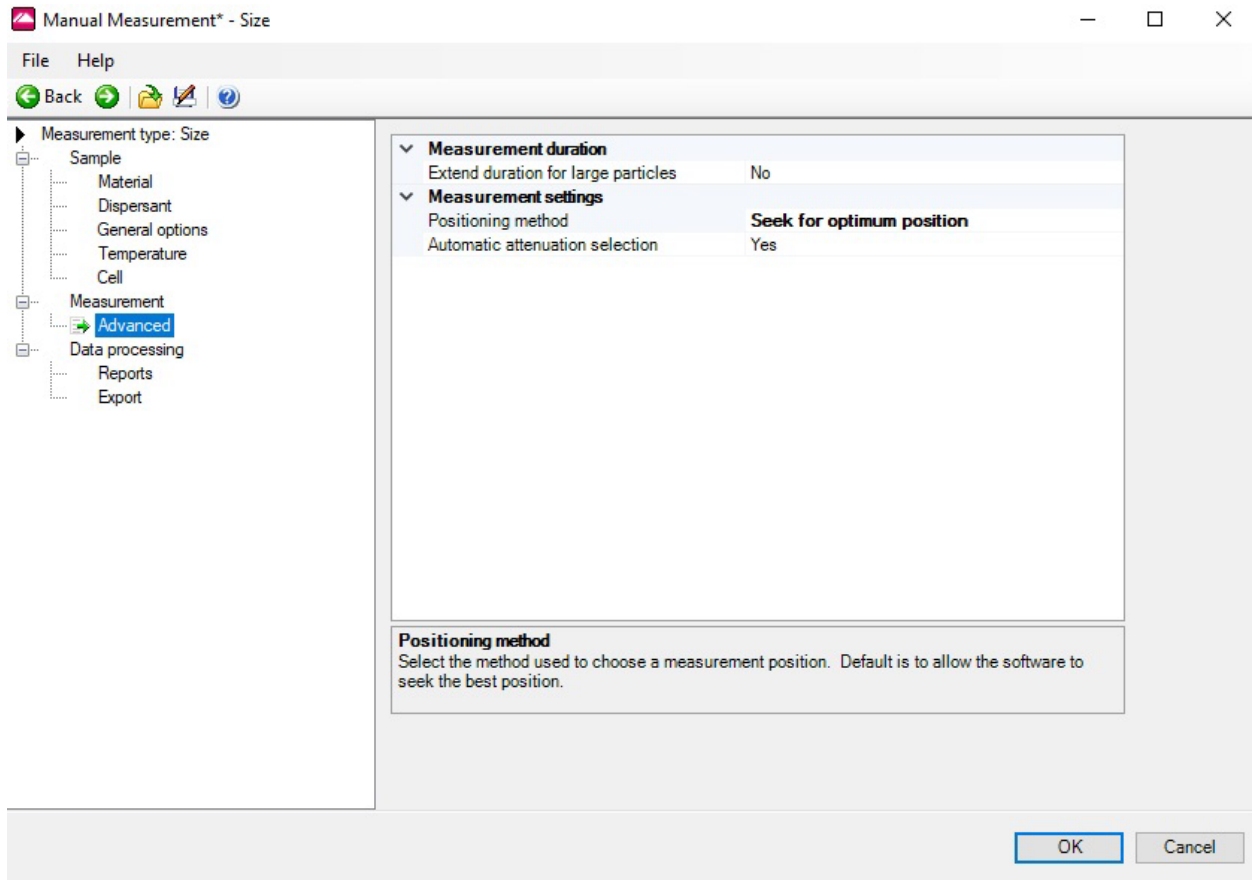 Manual Measurement* - Size
File Help
Back
Measurement type: Size
Sample
Material
Dispersant
General options
Temperature
Cell
Measurement
Advanced
Data processing
Reports
Export
Measurement duration
Extend duration for large particles No
Measurement settings
Positioning method Seek for optimum position
Automatic attenuation selection Yes
Positioning method
Select the method used to choose a measurement position. Default is to allow the software to
seek the best position.
OK Cancel